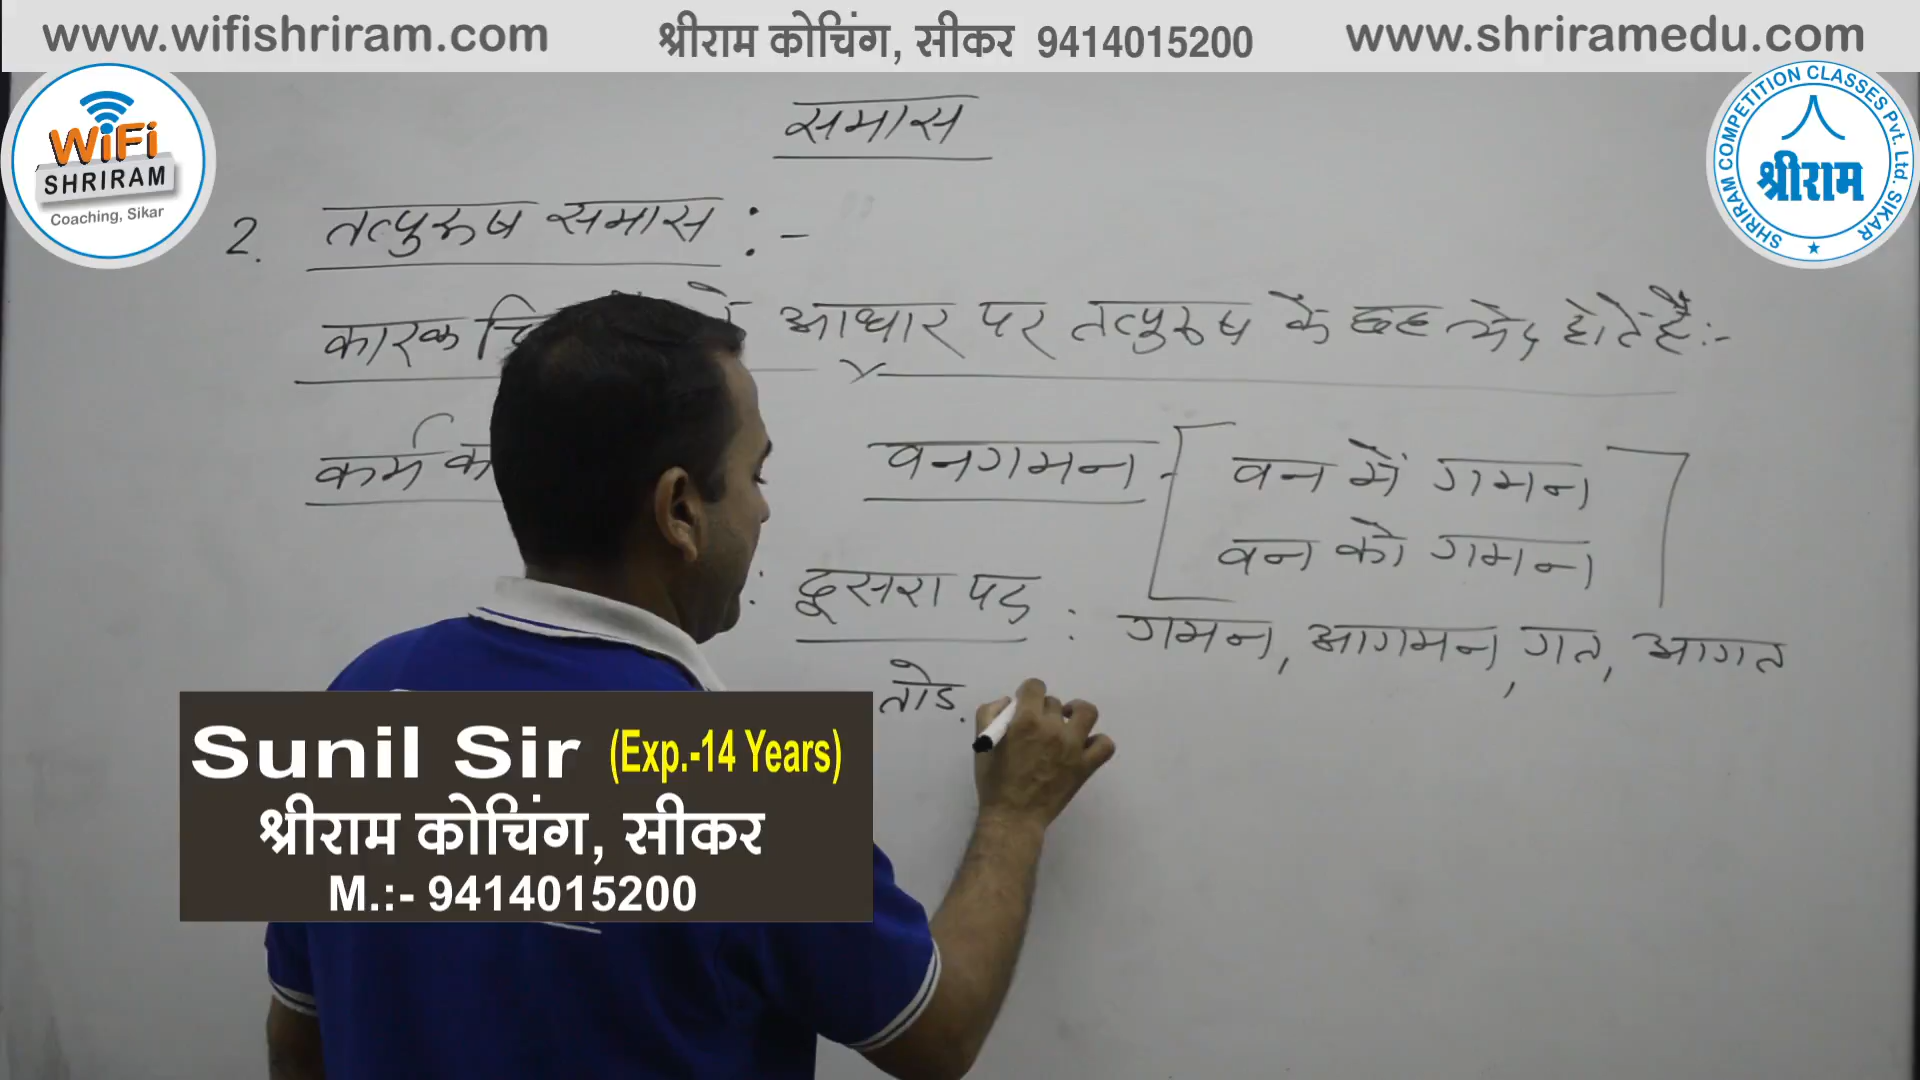 www.wifishriram.com
श्रीराम कोचिंग, सीकर 9414015200
www.shriramedu.com
WiFi
SHRIRAM
Coaching, Sikar
SHRIRAM COMPETITION CLASSES Pvt. Ltd. SIKAR
श्रीराम
समास
2. तत्पुरूष समास :-
कारक आधार पर तत्पुरूष के छह भेद होते हैं:-
कर्म वनगमन -
वन में गमन
वन को गमन
: दूसरा पद : गमन, आगमन, गत, आगत
तोड़
Sunil Sir (Exp.-14 Years)
श्रीराम कोचिंग, सीकर
M.:- 9414015200